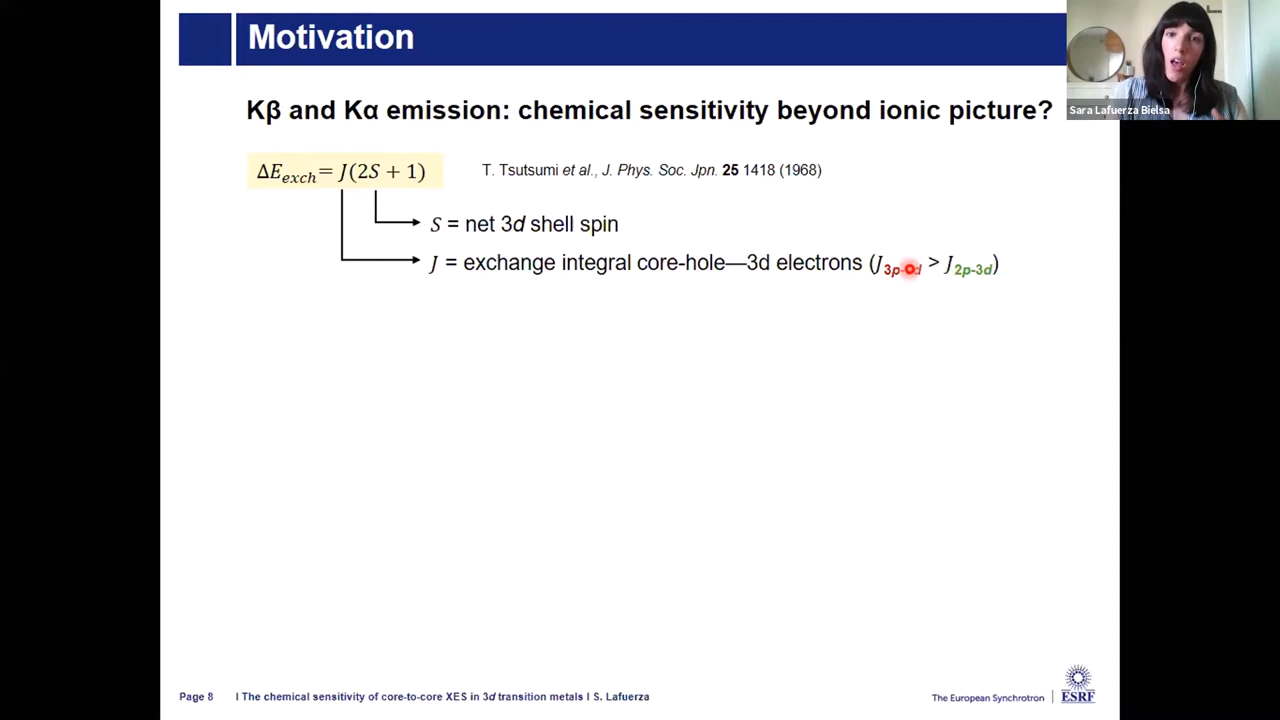 Motivation
Sara Lafuerza Bielsa
Kβ and Kα emission: chemical sensitivity beyond ionic picture?
ΔE_exch = J(2S + 1)
T. Tsutsumi et al., J. Phys. Soc. Jpn. 25 1418 (1968)
S = net 3d shell spin
J = exchange integral core-hole—3d electrons (J3p-3d > J2p-3d)
Page 8
I The chemical sensitivity of core-to-core XES in 3d transition metals I S. Lafuerza
The European Synchrotron
ESRF